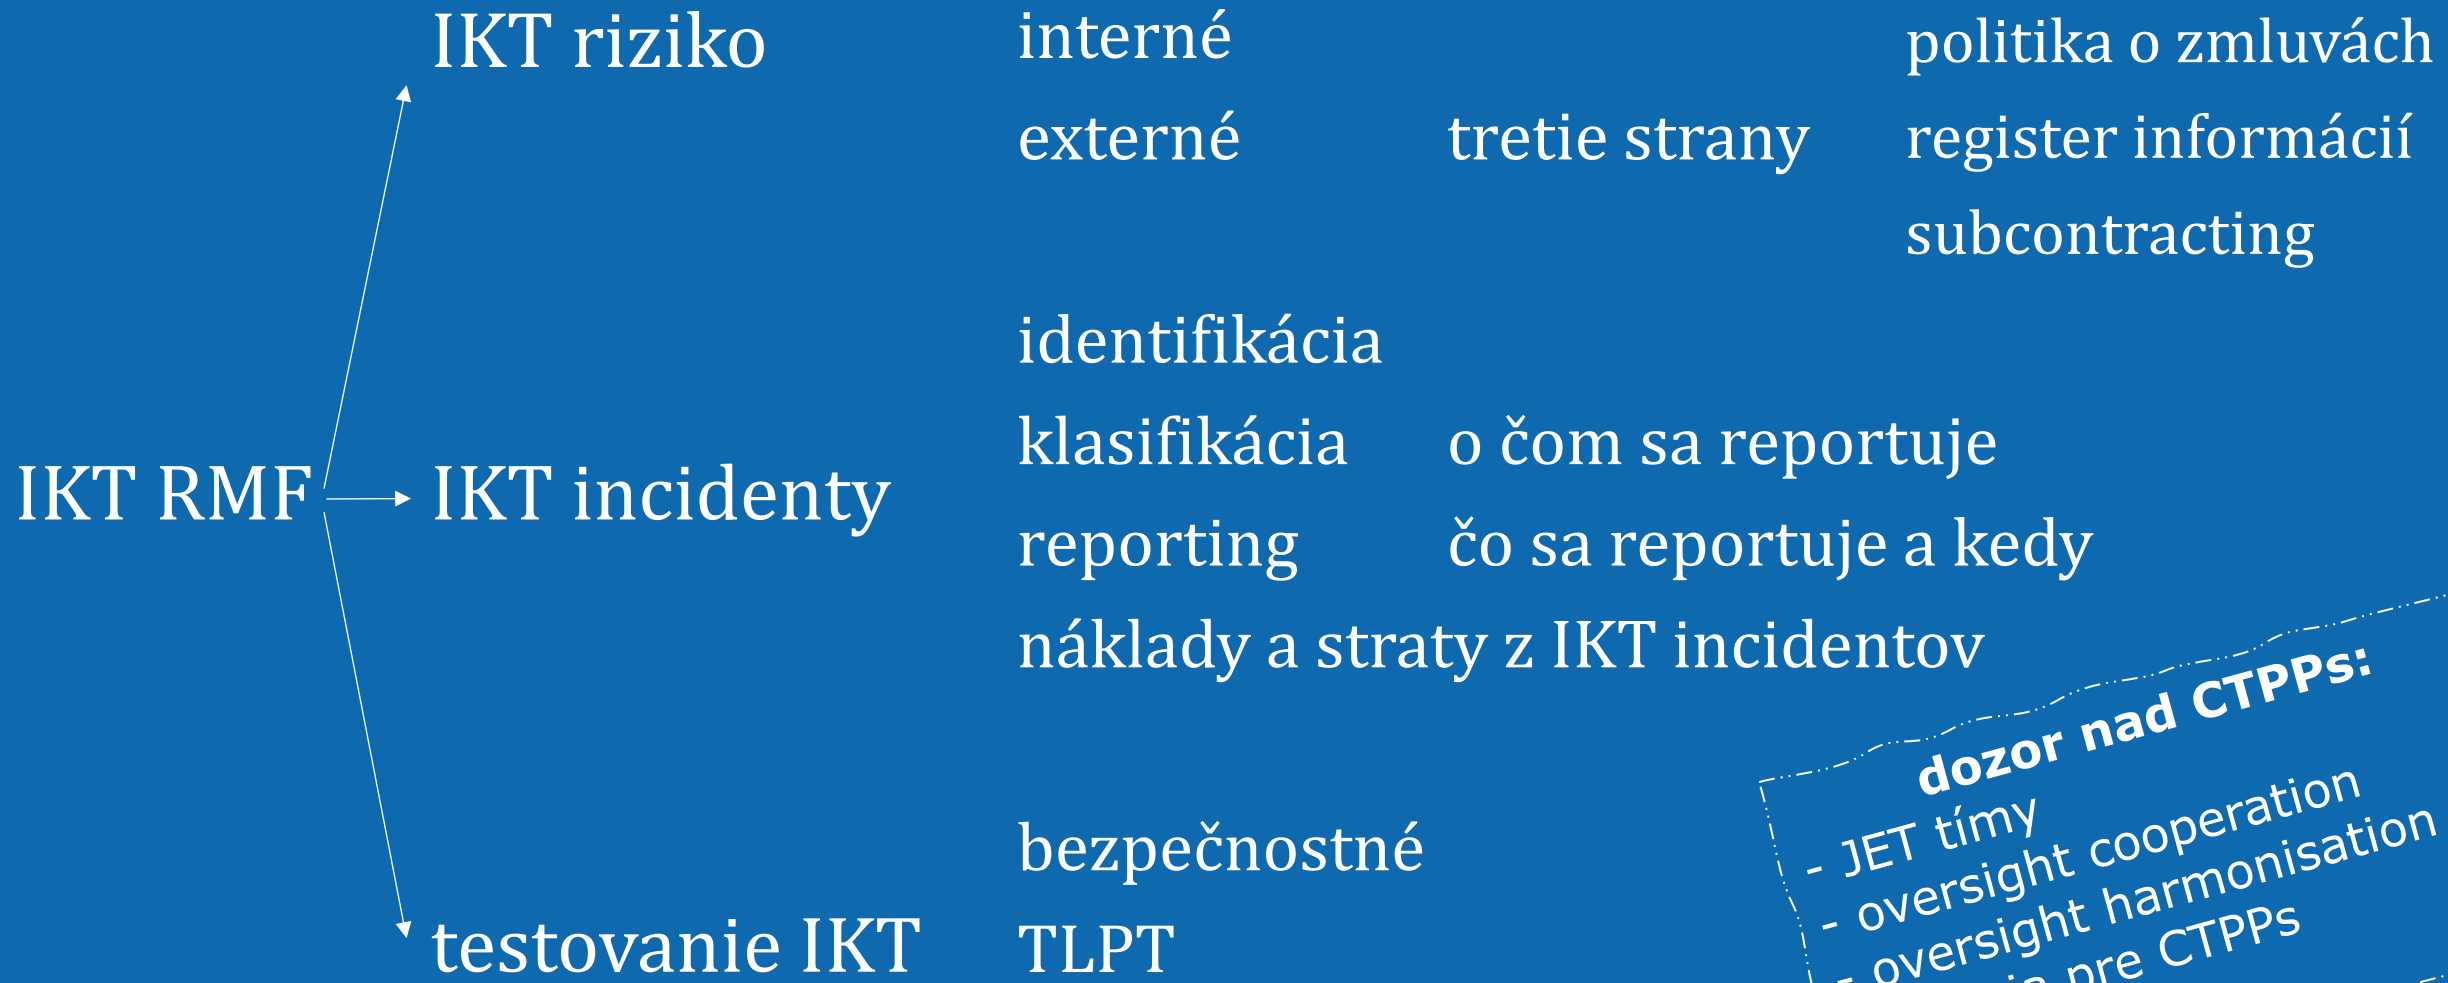 IKT riziko interné politika o zmluvách
externé tretie strany register informácií
subcontracting
identifikácia
klasifikácia o čom sa reportuje
IKT RMF IKT incidenty
reporting čo sa reportuje a kedy
náklady a straty z IKT incidentov
bezpečnostné
testovanie IKT TLPT
dozor nad CTPPs:
- JET tímy
- oversight cooperation
- oversight harmonisation
pre CTPPs